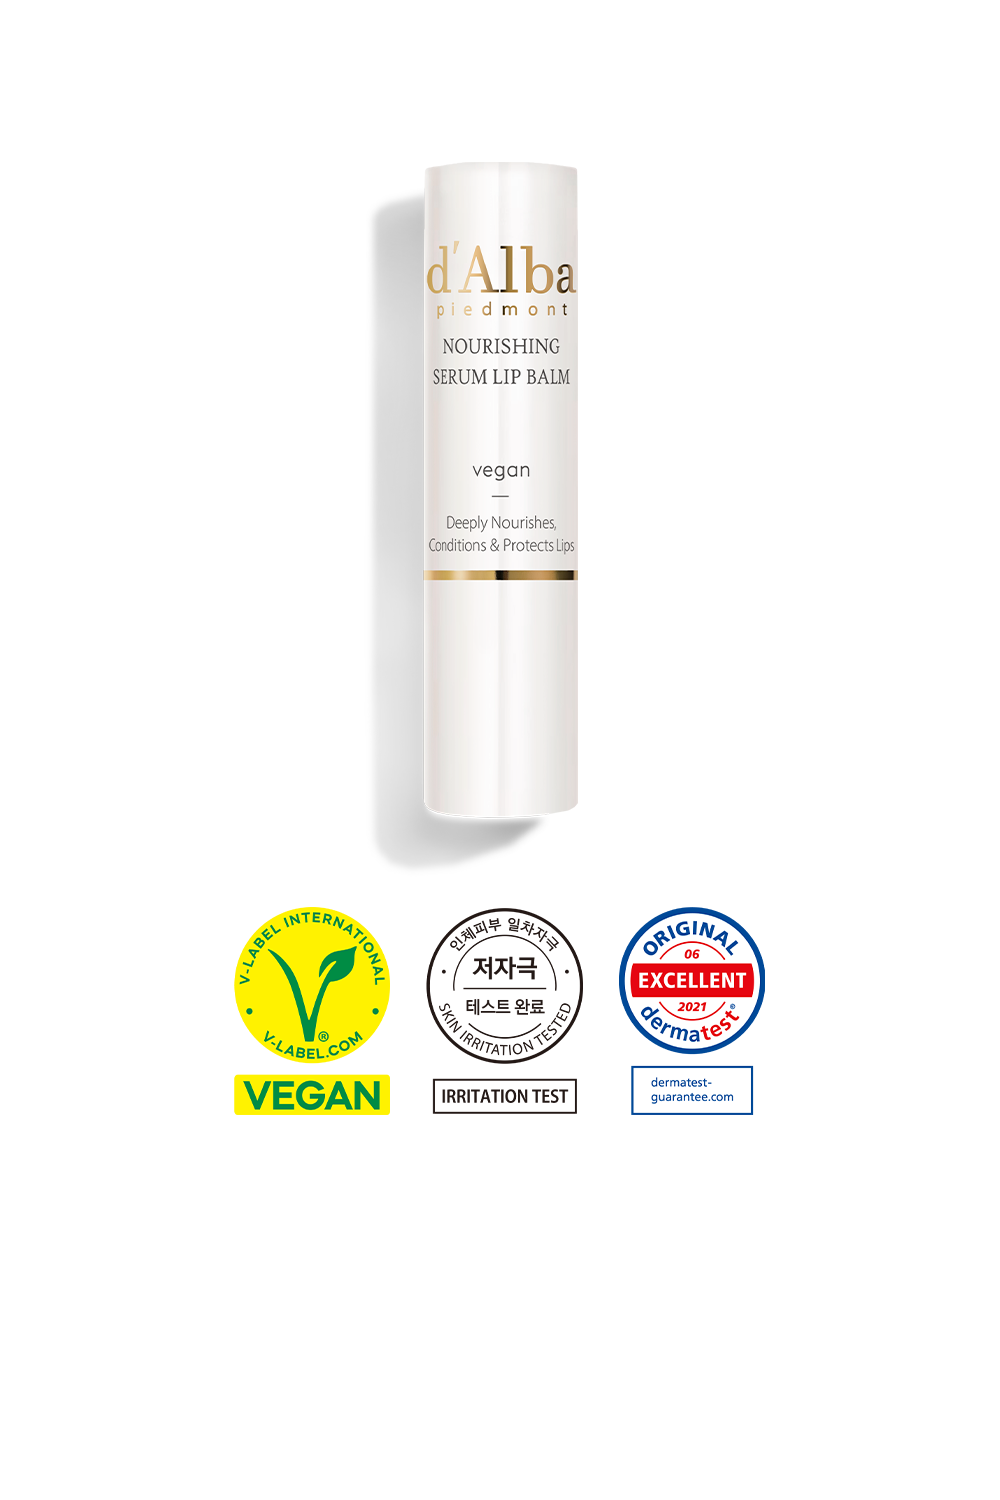 d'Alba
piedmont
NOURISHING
SERUM LIP BALM
vegan
Deeply Nourishes,
Conditions & Protects Lips
V-LABEL INTERNATIONAL
®
V-LABEL.COM
VEGAN
인체피부 일차자극
저자극
테스트 완료
SKIN IRRITATION TESTED
IRRITATION TEST
ORIGINAL
06
EXCELLENT
2021
dermatest®
dermatest-
guarantee.com